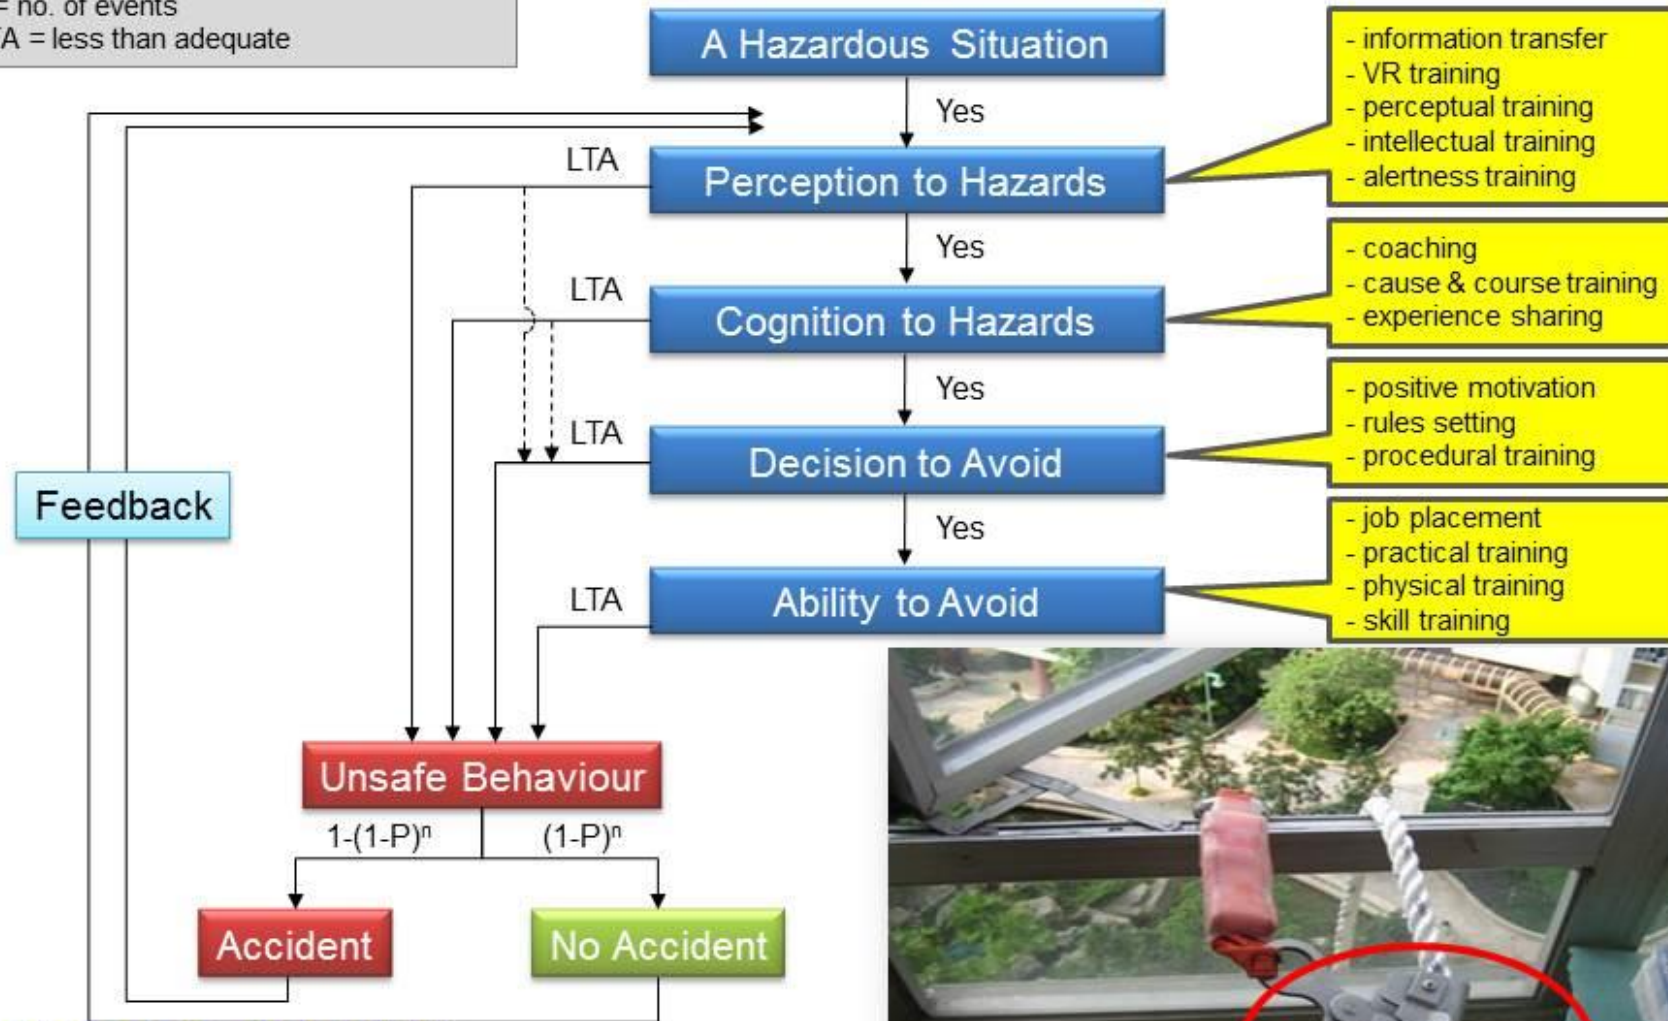 = no. of events
= less than adequate
A Hazardous Situation
Yes
- information transfer
- VR training
- perceptual training
- intellectual training
- alertness training
LTA
Perception to Hazards
Yes
- coaching
- cause & course training
- experience sharing
LTA
Cognition to Hazards
Yes
- positive motivation
- rules setting
- procedural training
LTA
Decision to Avoid
Yes
Feedback
- job placement
- practical training
- physical training
- skill training
LTA
Ability to Avoid
Unsafe Behaviour
1-(1-P)ⁿ
(1-P)ⁿ
Accident
No Accident